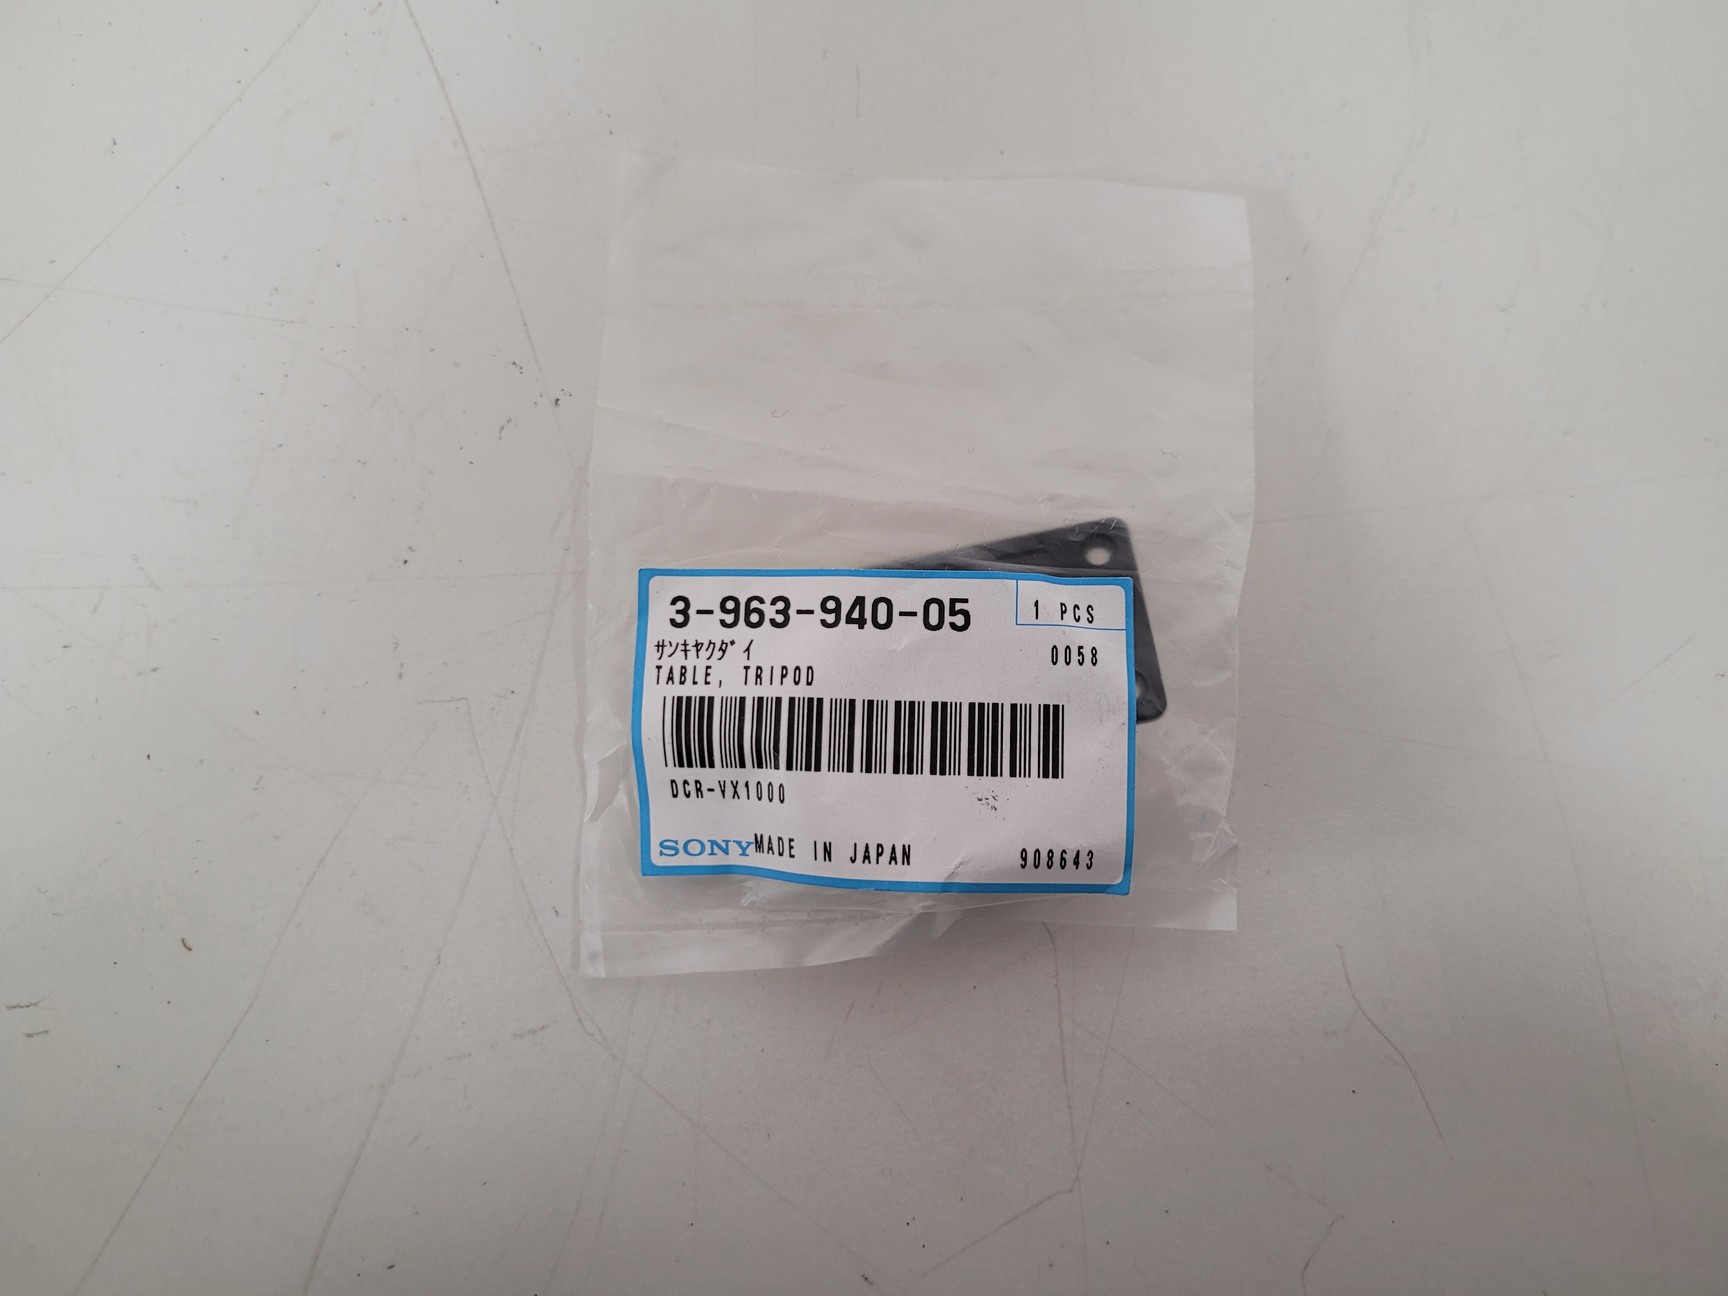 3-963-940-05
1 PCS
ｻﾝｷﾔｸﾀﾞｲ
0058
TABLE, TRIPOD
DCR-VX1000
SONY MADE IN JAPAN
908643